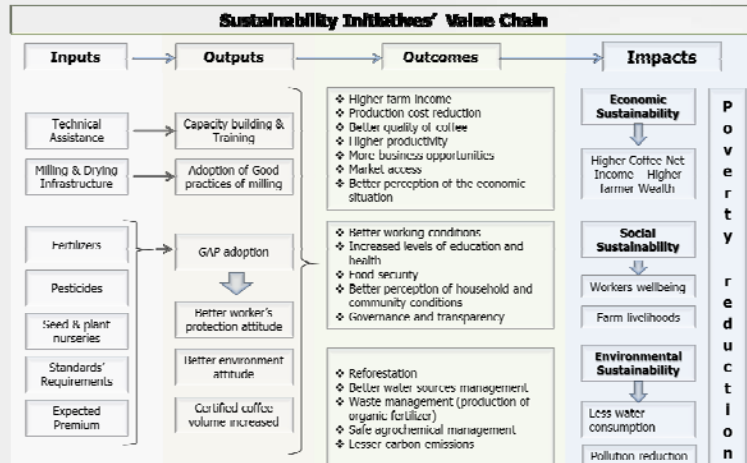 Sustainability Initiatives' Value Chain
Inputs
Outputs
Outcomes
Impacts
Technical
Assistance
Milling & Drying
Infrastructure
Fertilizers
Pesticides
Seed & plant
nurseries
Standards'
Requirements
Expected
Premium
Capacity building &
Training
Adoption of Good
practices of milling
GAP adoption
Better worker's
protection attitude
Better environment
attitude
Certified coffee
volume increased
❖ Higher farm income
❖ Production cost reduction
❖ Better quality of coffee
❖ Higher productivity
❖ More business opportunities
❖ Market access
❖ Better perception of the economic
situation
❖ Better working conditions
❖ Increased levels of education and
health
❖ Food security
❖ Better perception of household and
community conditions
❖ Governance and transparency
❖ Reforestation
❖ Better water sources management
❖ Waste management (production of
organic fertilizer)
❖ Safe agrochemical management
❖ Lesser carbon emissions
Economic
Sustainability
Higher Coffee Net
Income Higher
farmer Wealth
Social
Sustainability
Workers wellbeing
Farm livelihoods
Environmental
Sustainability
Less water
consumption
Pollution reduction
Poverty reduction